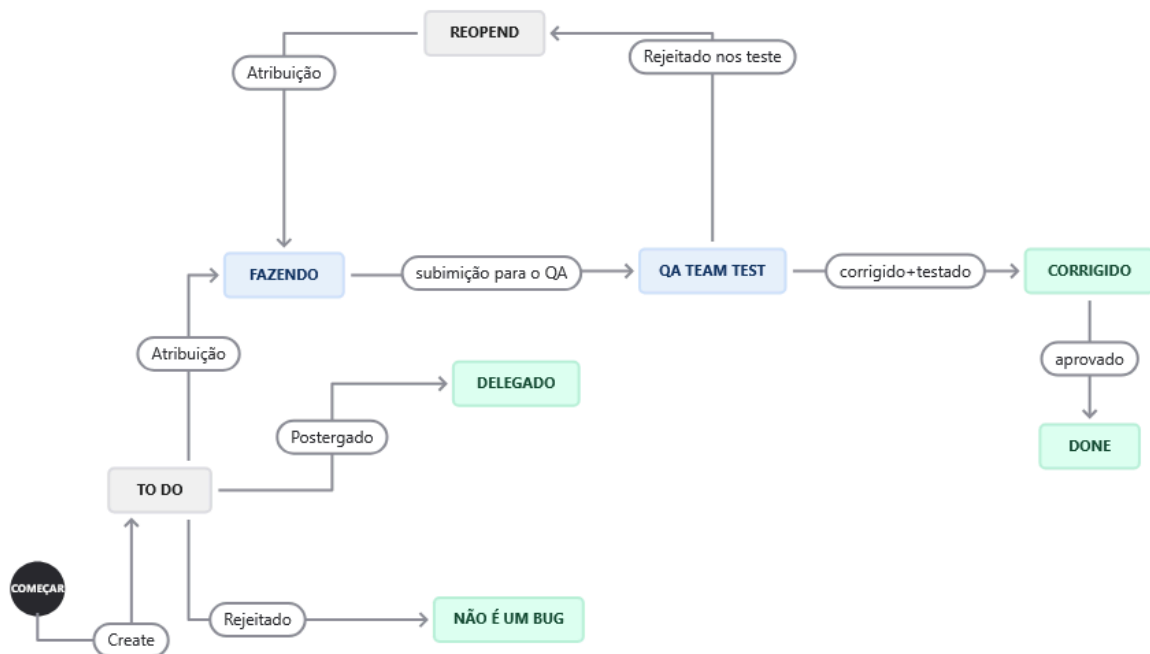 REOPEND
Atribuição
Rejeitado nos teste
FAZENDO
subimição para o QA
QA TEAM TEST
corrigido+testado
CORRIGIDO
Atribuição
aprovado
DELEGADO
Postergado
DONE
TO DO
COMEÇAR
Create
Rejeitado
NÃO É UM BUG